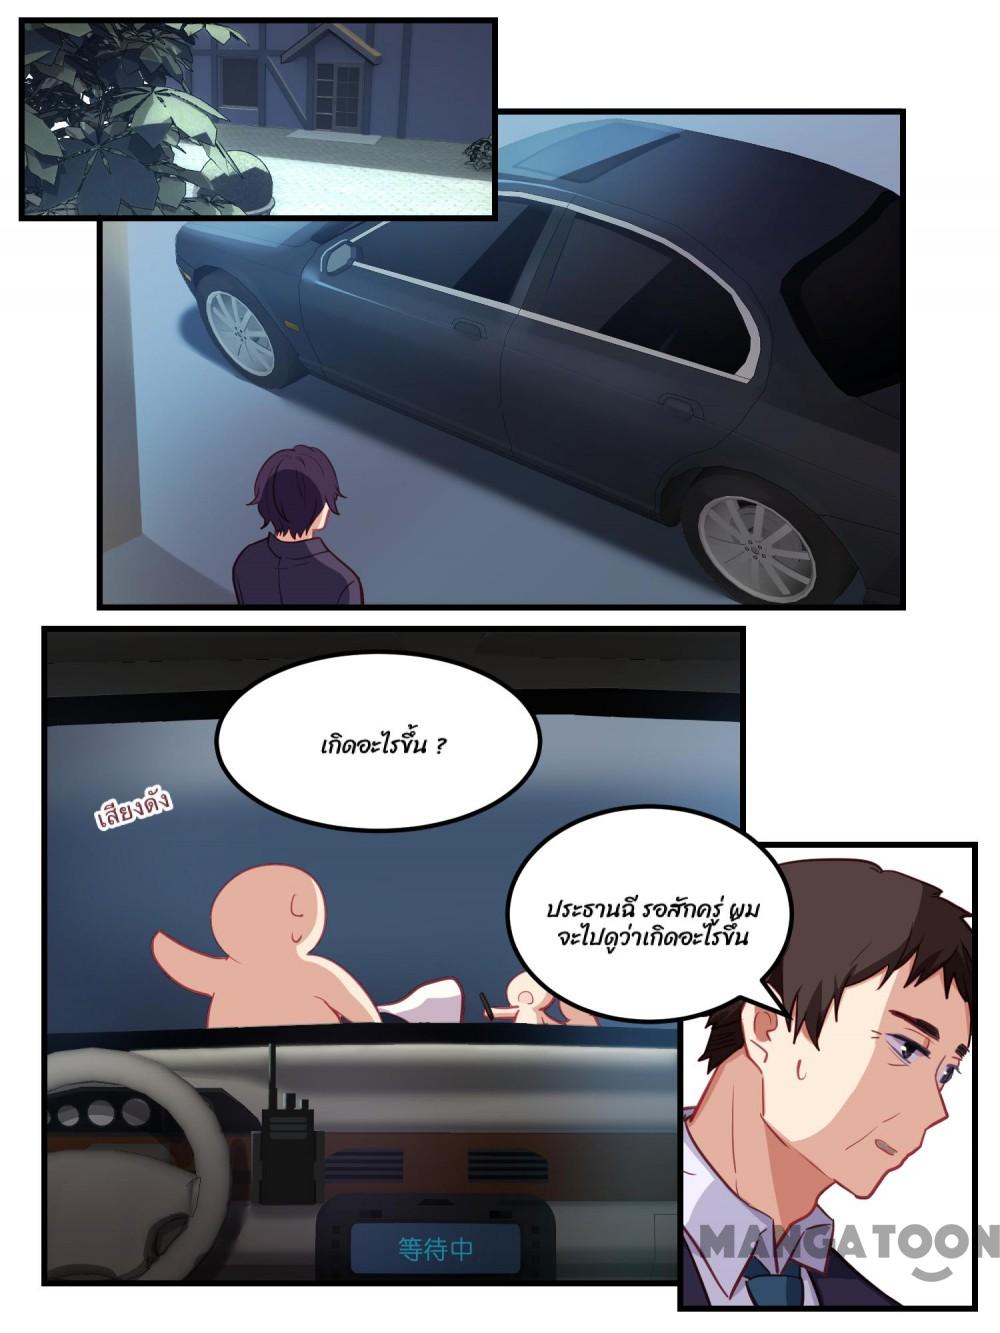 เกิดอะไรขึ้น ?
เสียงดัง
ประธานฉี รอสักครู่ ผม
จะไปดูว่าเกิดอะไรขึ้น
等待中
MANGATOON